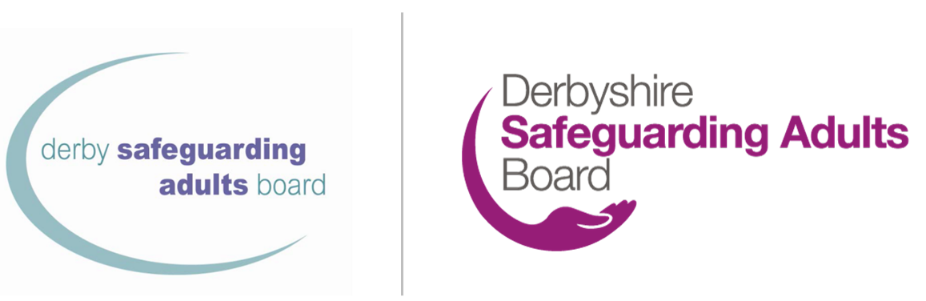 derby safeguarding
adults board
Derbyshire
Safeguarding Adults
Board